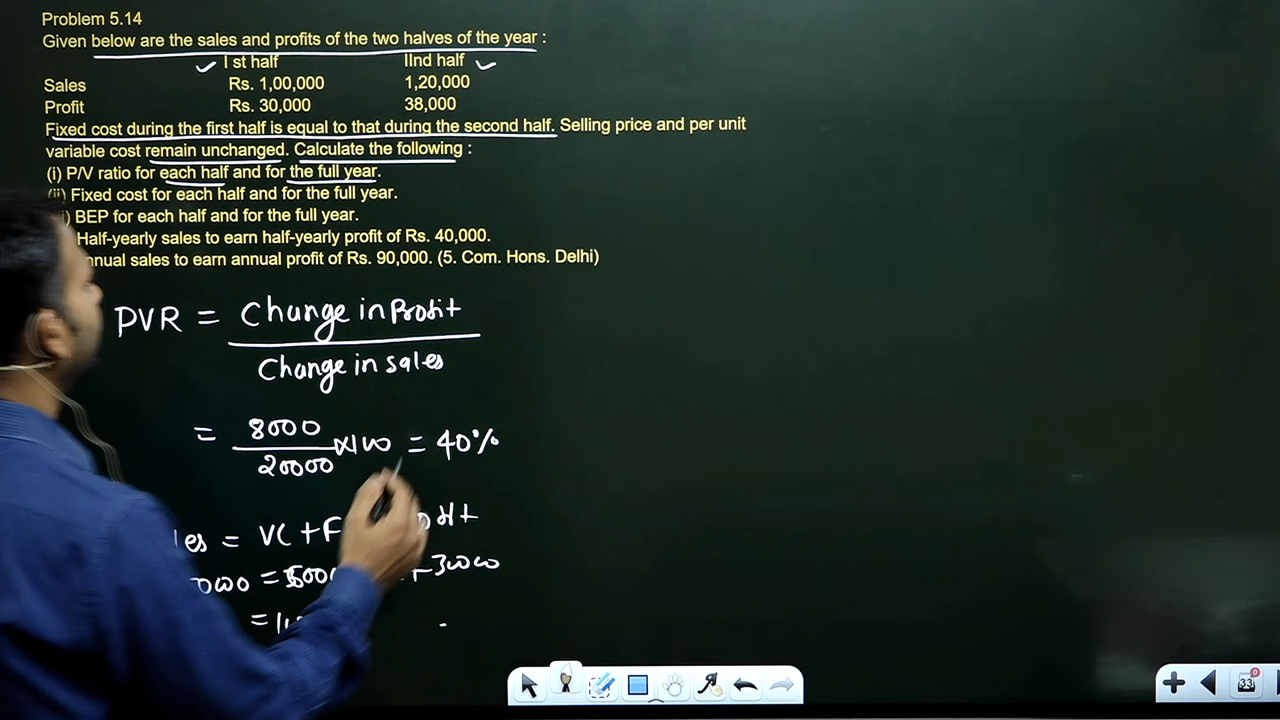 Problem 5.14
Given below are the sales and profits of the two halves of the year :
I st half IInd half
Sales Rs. 1,00,000 1,20,000
Profit Rs. 30,000 38,000
Fixed cost during the first half is equal to that during the second half. Selling price and per unit
variable cost remain unchanged. Calculate the following :
(i) P/V ratio for each half and for the full year.
(ii) Fixed cost for each half and for the full year.
BEP for each half and for the full year.
Half-yearly sales to earn half-yearly profit of Rs. 40,000.
sales to earn annual profit of Rs. 90,000. (5. Com. Hons. Delhi)
PVR = Change in Profit
Change in sales
= 8000
20000 ×100 = 40%
= VC + F
=
=
33